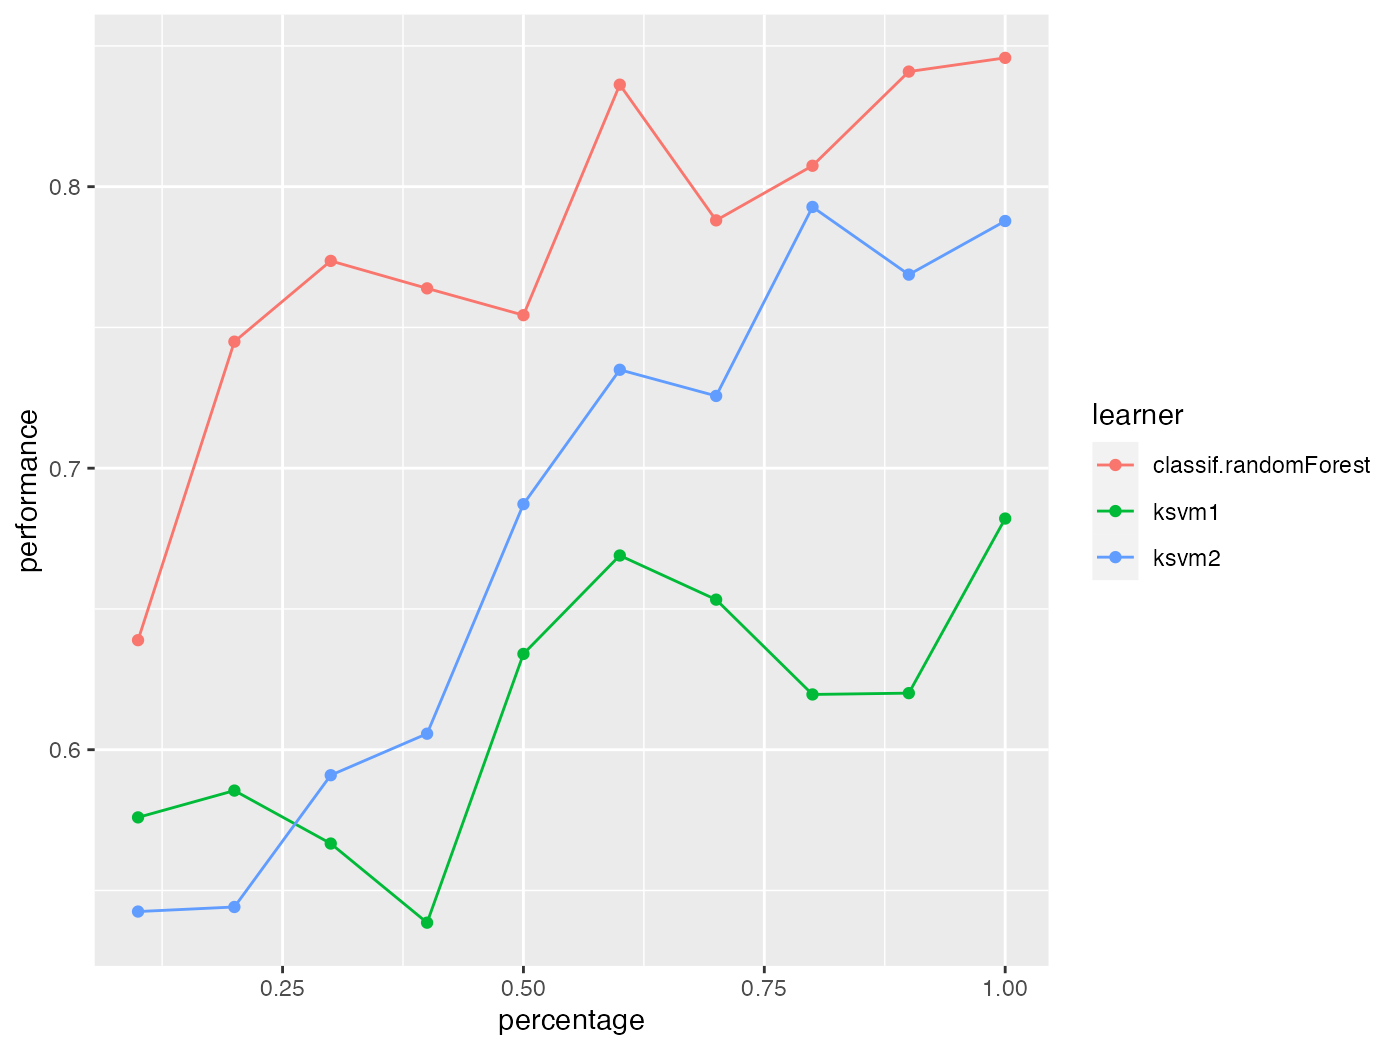 performance
0.8
0.7
0.6
0.25 0.50 0.75 1.00
percentage
learner
classif.randomForest
ksvm1
ksvm2